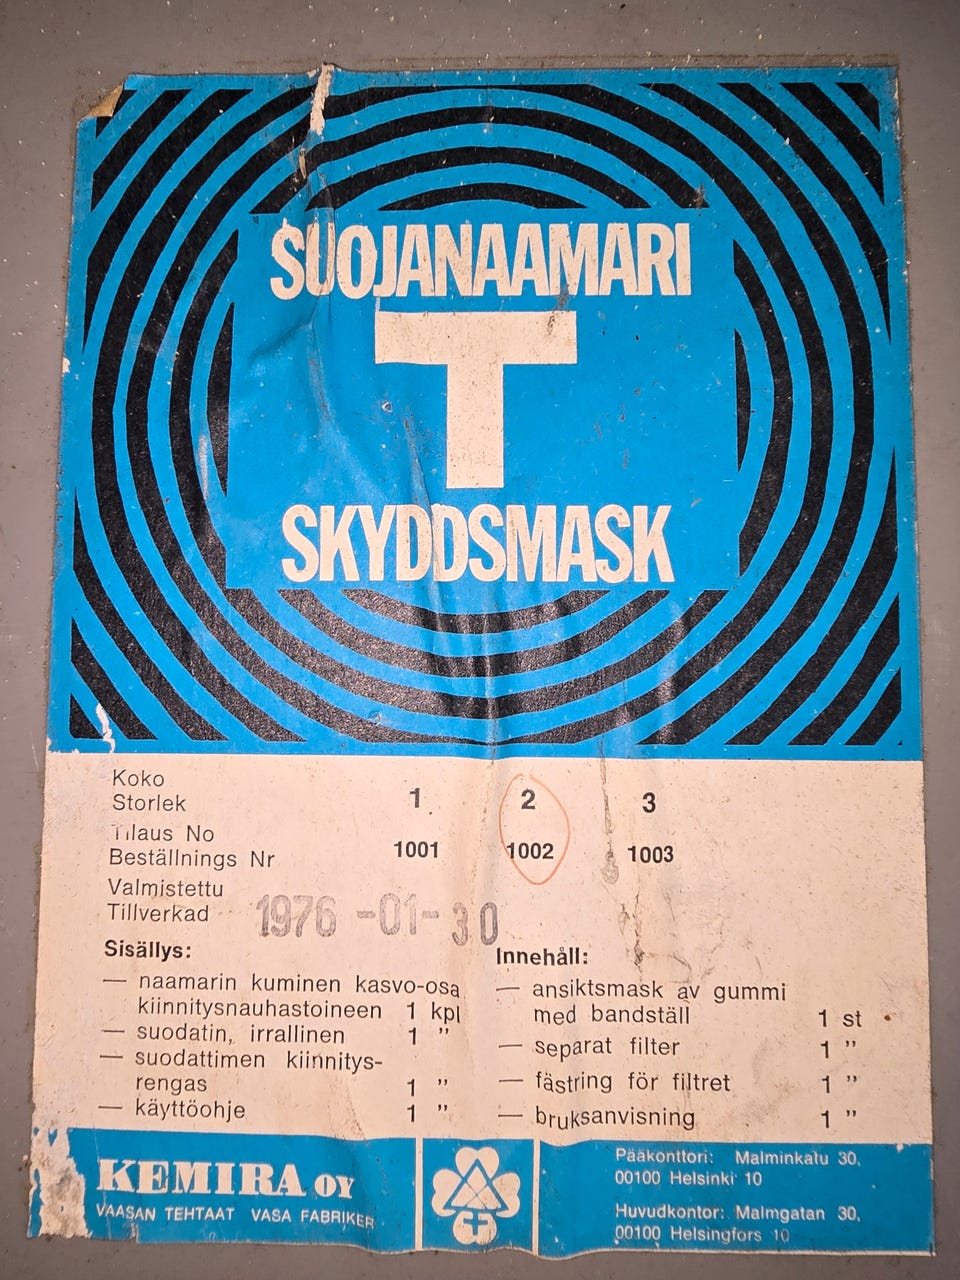 SUOJANAAMARI
T
SKYDDSMASK
Koko
Storlek 1 2 3
Tilaus No
Beställnings Nr 1001 1002 1003
Valmistettu
Tillverkad 1976-01-30
Sisällys:
— naamarin kuminen kasvo-osa
kiinnitysnauhastoineen 1 kpl
— suodatin, irrallinen 1 "
— suodattimen kiinnitys-
rengas 1 "
— käyttöohje 1 "
Innehåll:
— ansiktsmask av gummi
med bandställ 1 st
— separat filter 1 "
— fästring för filtret 1 "
— bruksanvisning 1 "
KEMIRA OY
VAASAN TEHTAAT VASA FABRIKER
Pääkonttori: Malminkatu 30,
00100 Helsinki 10
Huvudkontor: Malmgatan 30,
00100 Helsingfors 10